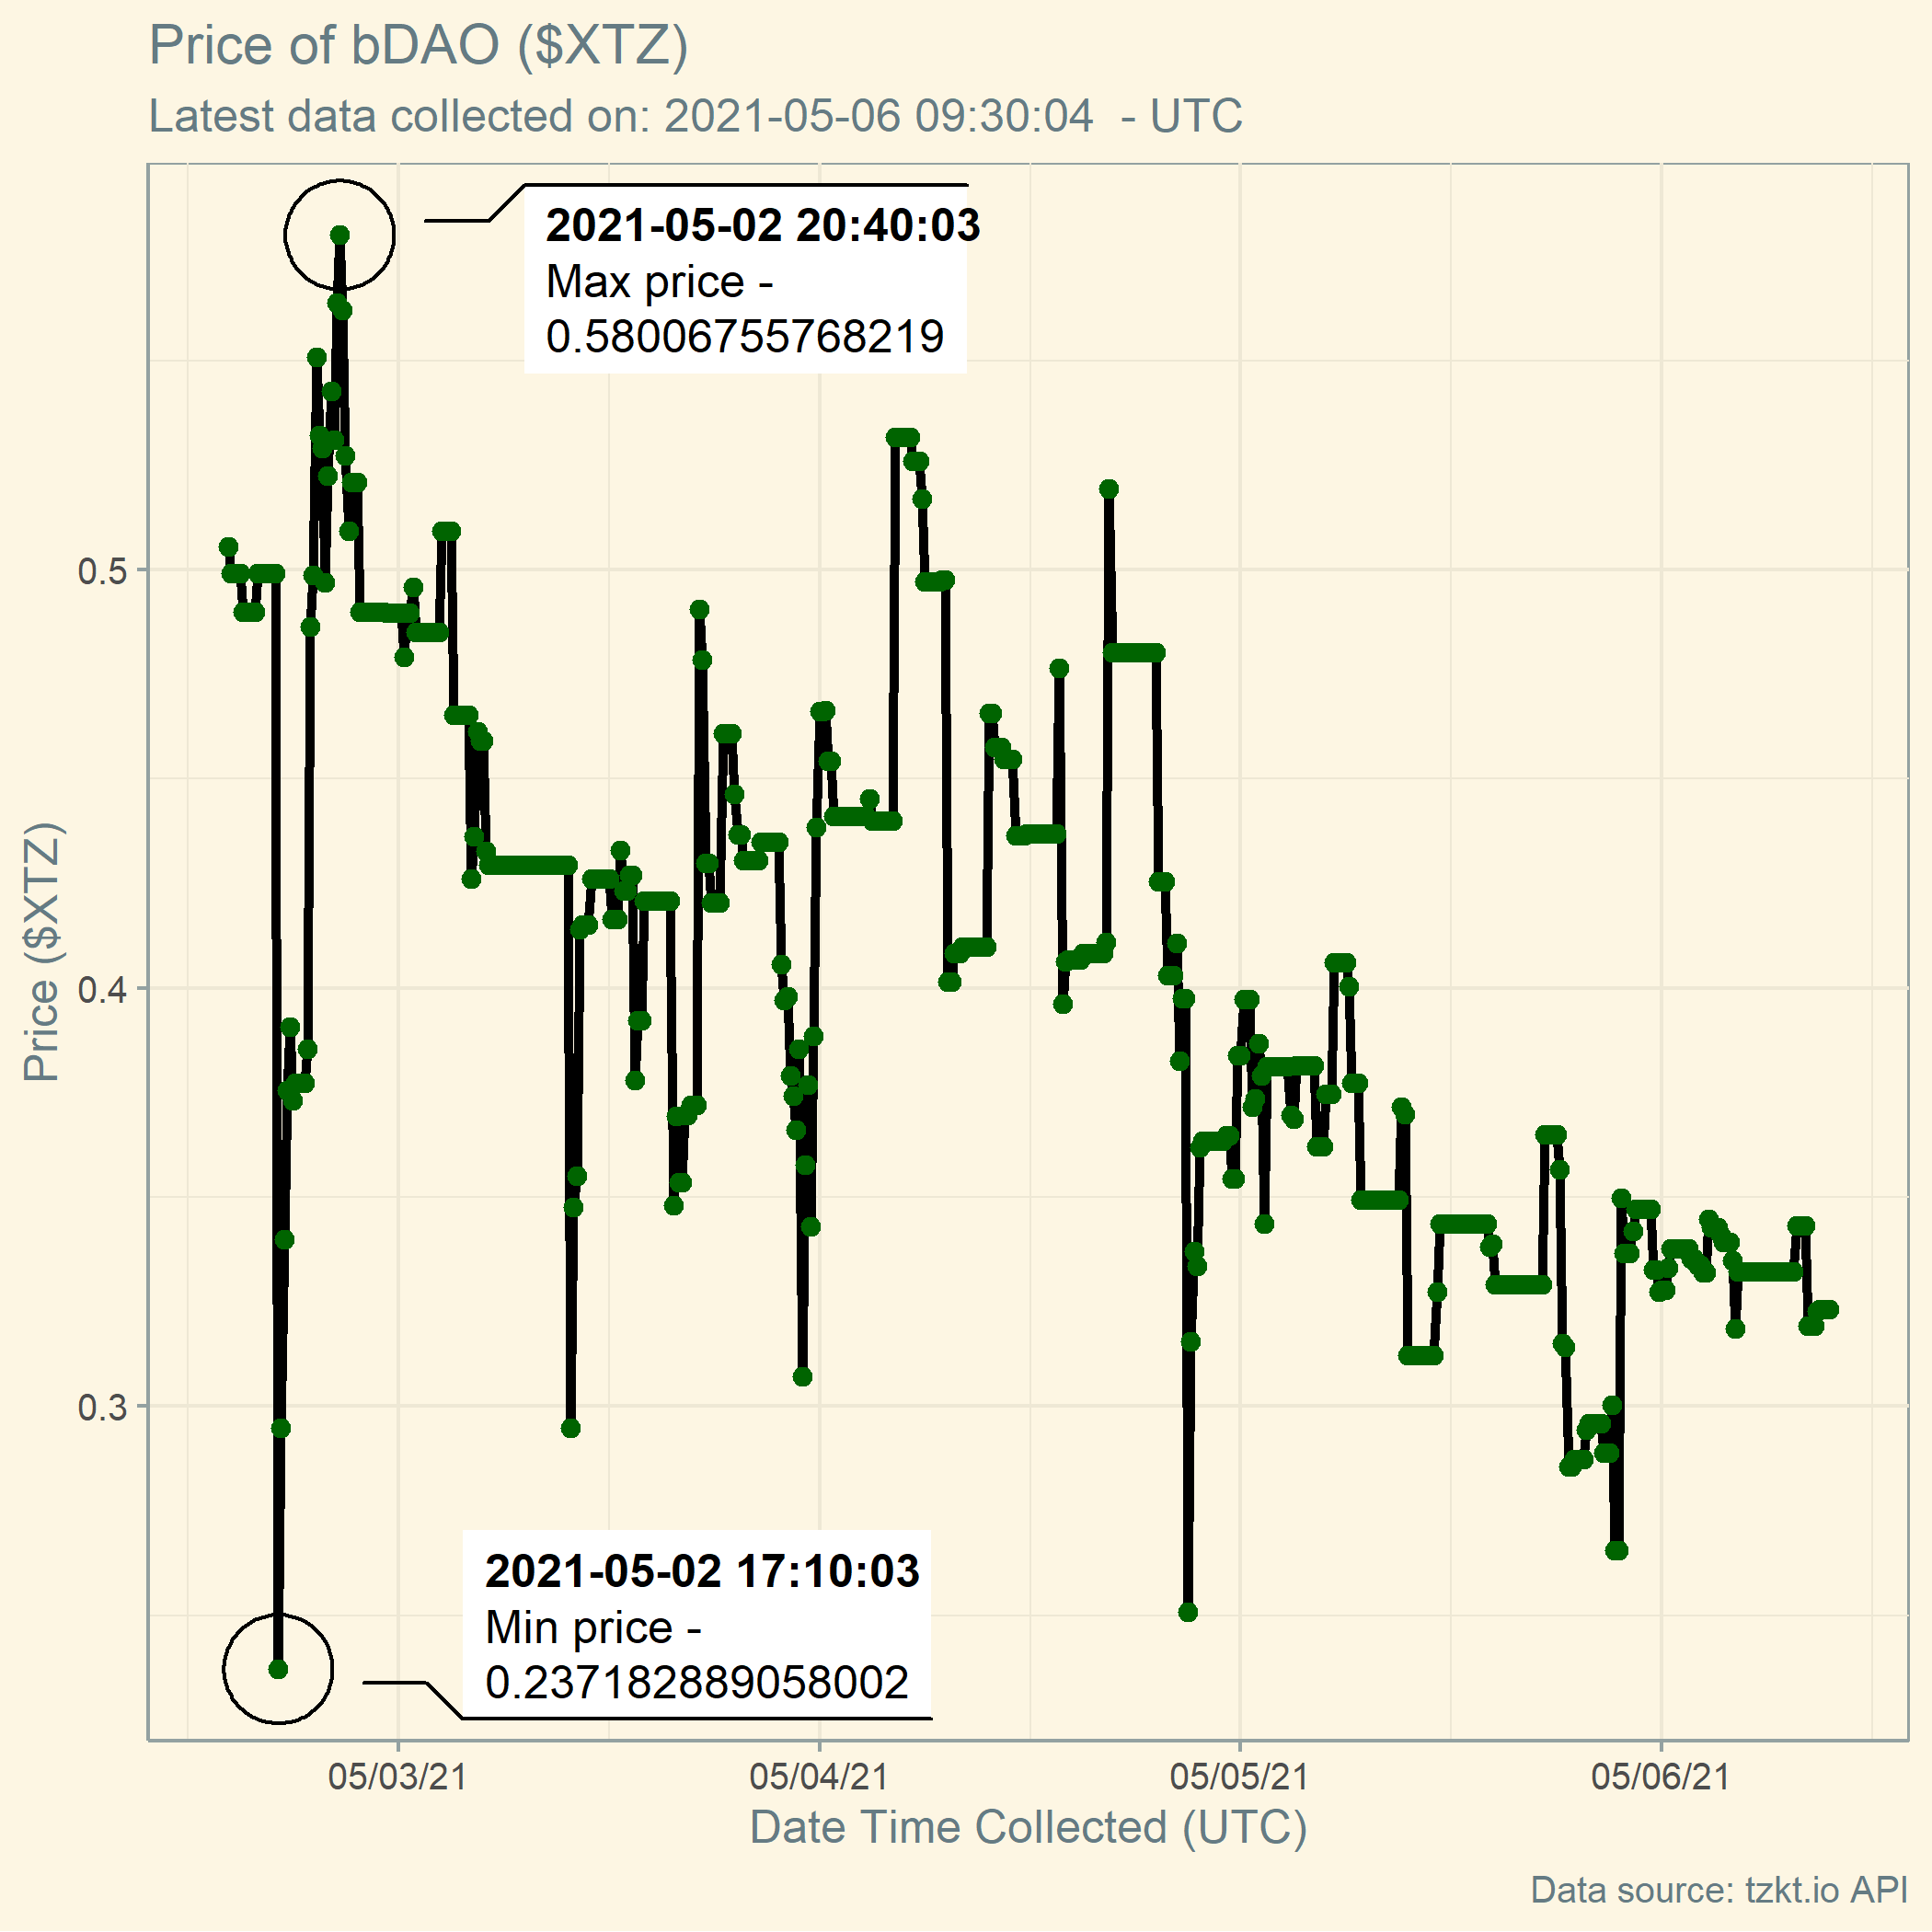 Price of bDAO ($XTZ)
Latest data collected on: 2021-05-06 09:30:04  - UTC
2021-05-02 20:40:03
Max price -
0.58006755768219
0.5
0.4
0.3
Price ($XTZ)
2021-05-02 17:10:03
Min price -
0.237182889058002
05/03/21
05/04/21
05/05/21
05/06/21
Date Time Collected (UTC)
Data source: tzkt.io API